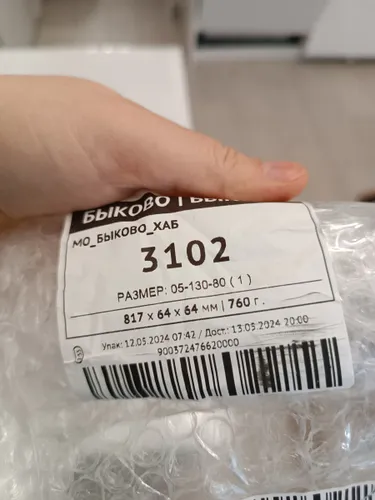 БЫКОВО |
МО_БЫКОВО_ХАБ
3102
РАЗМЕР: 05-130-80 ( 1 )
817 x 64 x 64 мм | 760 г.
Упак: 12.05.2024 07:42 / Дост.: 13.05.2024 20:00
900372476620000